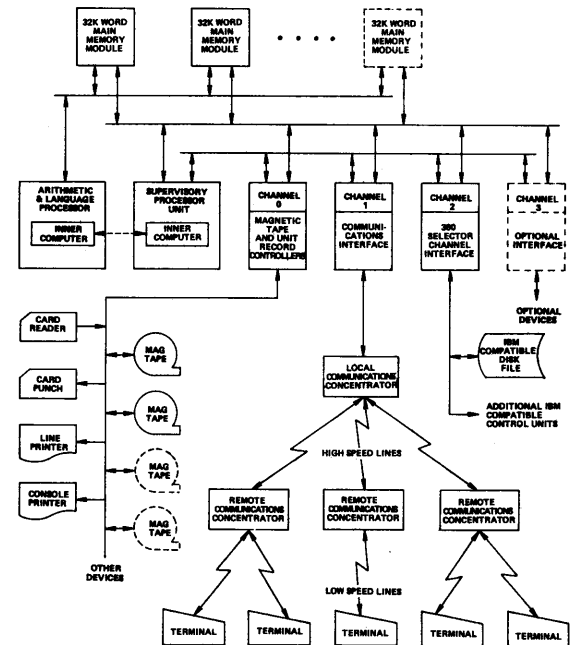 32K WORD
MAIN
MEMORY
MODULE
32K WORD
MAIN
MEMORY
MODULE
32K WORD
MAIN
MEMORY
MODULE
ARITHMETIC
& LANGUAGE
PROCESSOR
INNER
COMPUTER
SUPERVISORY
PROCESSOR
UNIT
INNER
COMPUTER
CHANNEL
0
MAGNETIC
TAPE
AND UNIT
RECORD
CONTROLLERS
CHANNEL
1
COMMUNI-
CATIONS
INTERFACE
CHANNEL
2
360
SELECTOR
CHANNEL
INTERFACE
CHANNEL
3
OPTIONAL
INTERFACE
OPTIONAL
DEVICES
CARD
READER
MAG
TAPE
CARD
PUNCH
MAG
TAPE
LINE
PRINTER
MAG
TAPE
CONSOLE
PRINTER
MAG
TAPE
OTHER
DEVICES
LOCAL
COMMUNICATIONS
CONCENTRATOR
IBM
COMPATIBLE
DISK
FILE
ADDITIONAL IBM
COMPATIBLE
CONTROL UNITS
HIGH SPEED LINES
REMOTE
COMMUNICATIONS
CONCENTRATOR
REMOTE
COMMUNICATIONS
CONCENTRATOR
REMOTE
COMMUNICATIONS
CONCENTRATOR
LOW SPEED LINES
TERMINAL
TERMINAL
TERMINAL
TERMINAL
TERMINAL